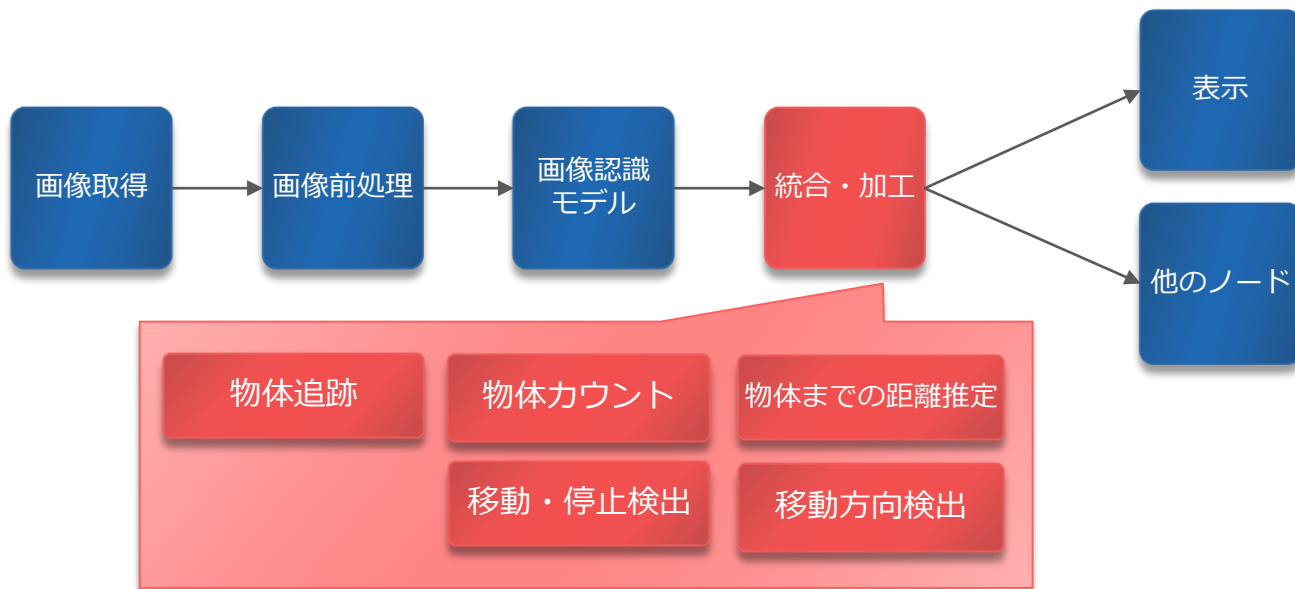 表示
画像取得
画像前処理
画像認識
モデル
統合・加工
他のノード
物体追跡
物体カウント
物体までの距離推定
移動・停止検出
移動方向検出